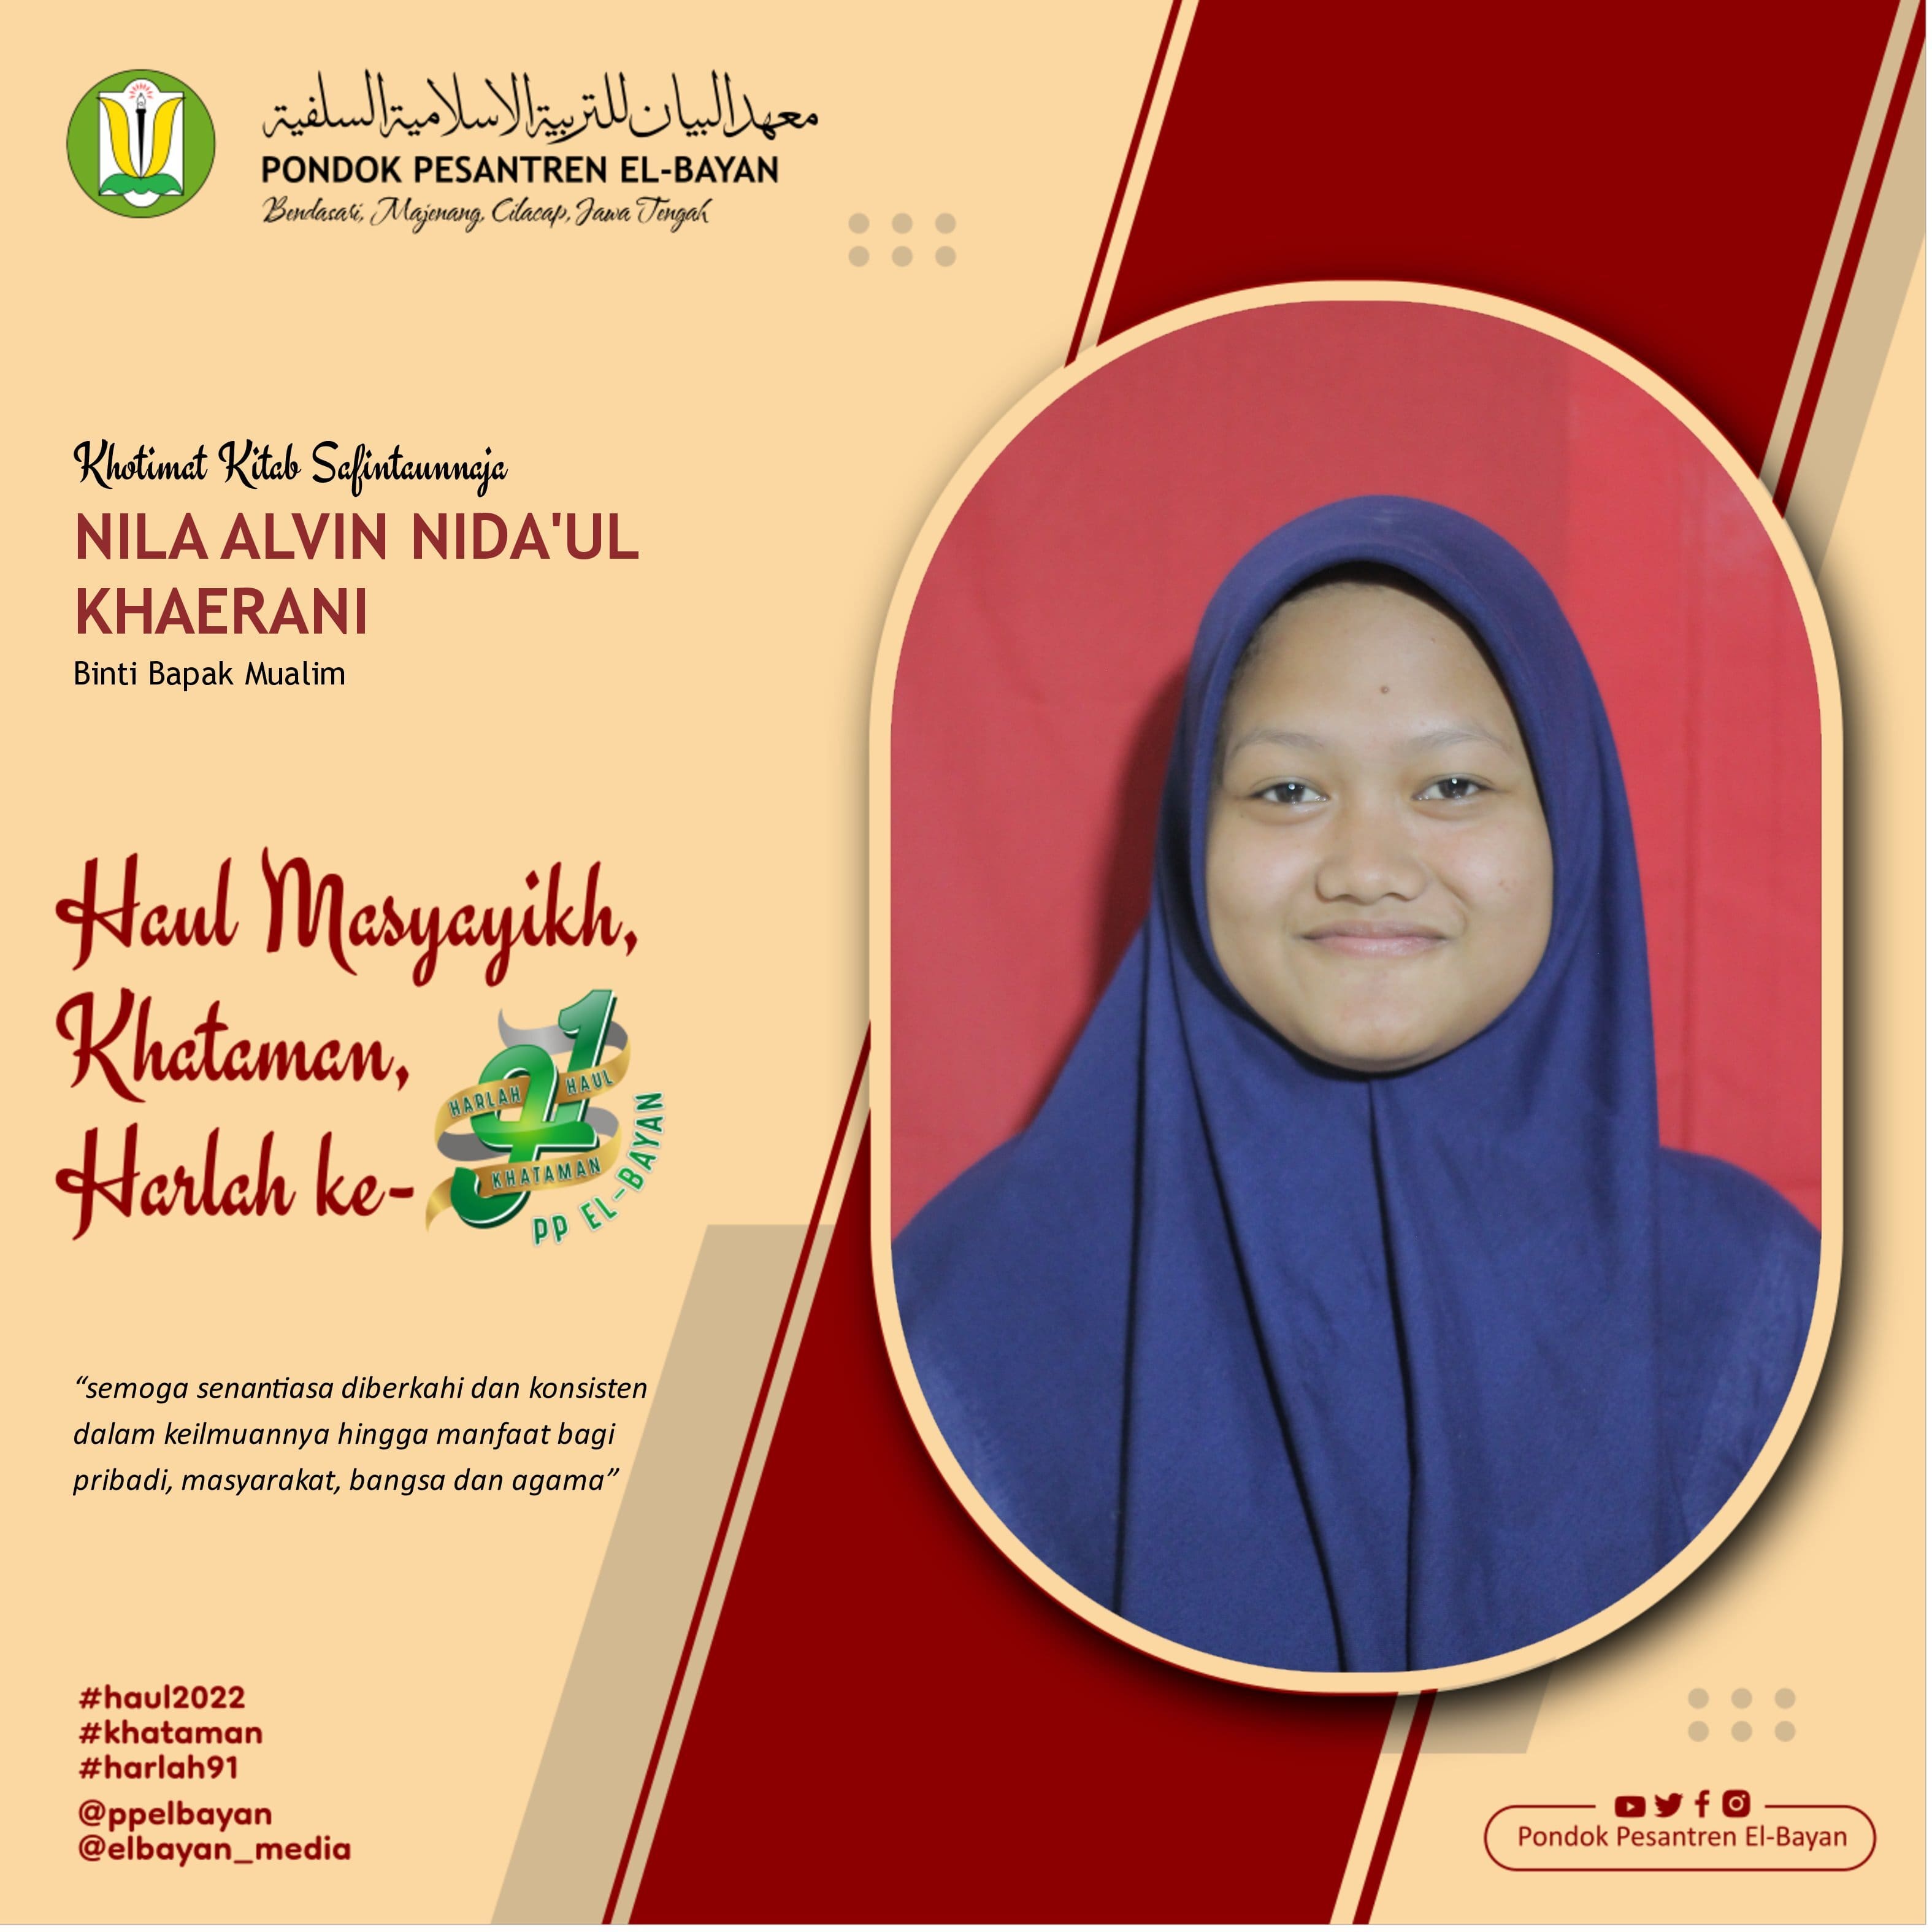 معهد البيان للتربية الاسلامية السلفية
PONDOK PESANTREN EL-BAYAN
Bendasari, Majenang, Cilacap, Jawa Tengah
Khotimat Kitab Safintaunnaja
NILA ALVIN NIDA'UL
KHAERANI
Binti Bapak Mualim
Haul Masyayikh,
Khataman,
Harlah ke-
91
HARLAH HAUL
KHATAMAN
PP EL-BAYAN
“semoga senantiasa diberkahi dan konsisten
dalam keilmuannya hingga manfaat bagi
pribadi, masyarakat, bangsa dan agama”
#haul2022
#khataman
#harlah91
@ppelbayan
@elbayan_media
Pondok Pesantren El-Bayan